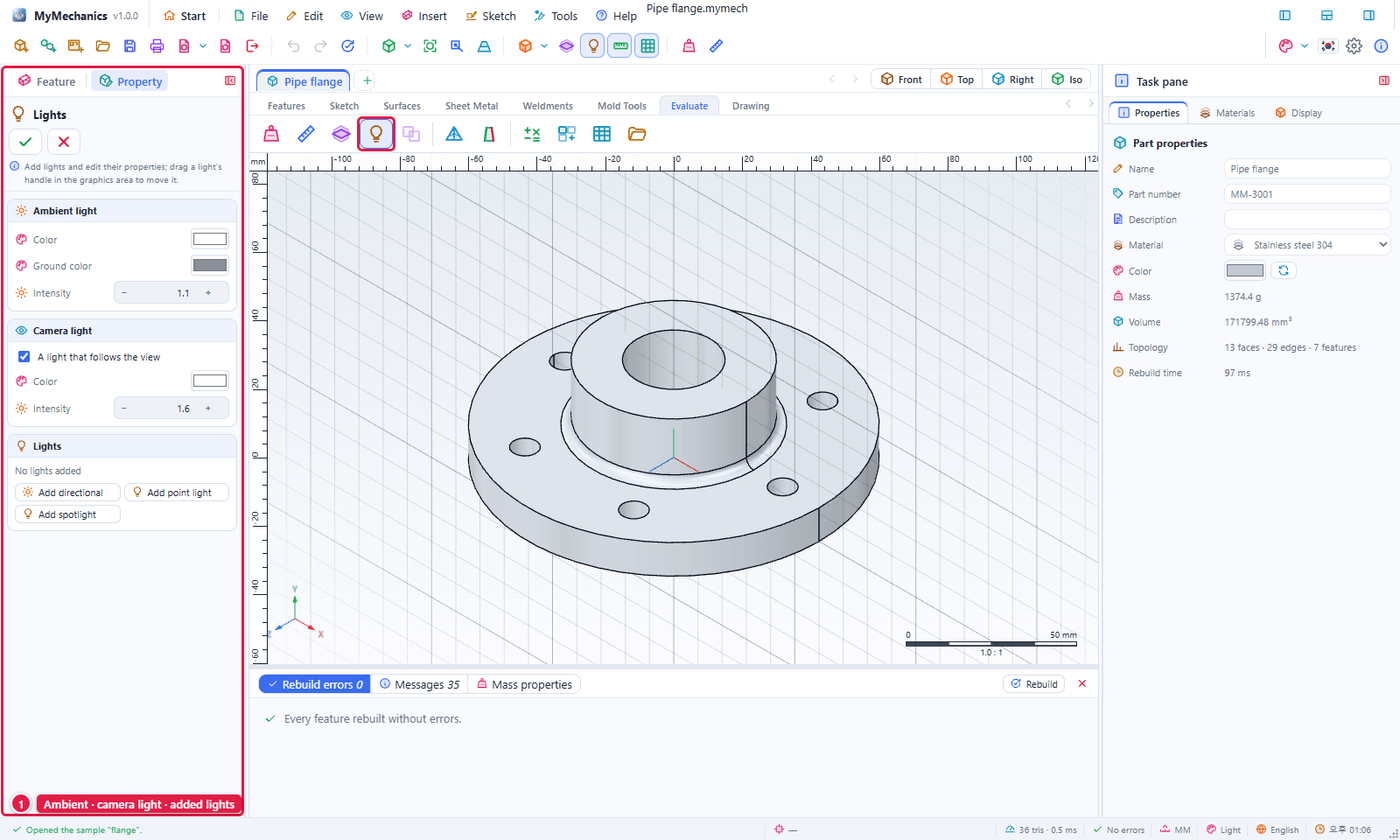 MyMechanics v1.0.0
Start
File
Edit
View
Insert
Sketch
Tools
Help
Pipe flange.mymech
Feature
Property
Lights
Add lights and edit their properties; drag a light's
handle in the graphics area to move it.
Ambient light
Color
Ground color
Intensity
− 1.1 +
Camera light
A light that follows the view
Color
Intensity
− 1.6 +
Lights
No lights added
Add directional
Add point light
Add spotlight
1 Ambient · camera light · added lights
Pipe flange
+
Front
Top
Right
Iso
Features
Sketch
Surfaces
Sheet Metal
Weldments
Mold Tools
Evaluate
Drawing
mm
-100
-80
-60
-40
-20
0
20
40
60
80
100
80
60
40
20
0
Y
X
Z
0 50 mm
1.0 : 1
Rebuild errors 0
Messages 35
Mass properties
Rebuild
Every feature rebuilt without errors.
Task pane
Properties
Materials
Display
Part properties
Name Pipe flange
Part number MM-3001
Description
Material Stainless steel 304
Color
Mass 1374.4 g
Volume 171799.48 mm³
Topology 13 faces · 29 edges · 7 features
Rebuild time 97 ms
Opened the sample "flange".
—
36 tris · 0.5 ms
No errors
MM
Light
English
오후 01:06